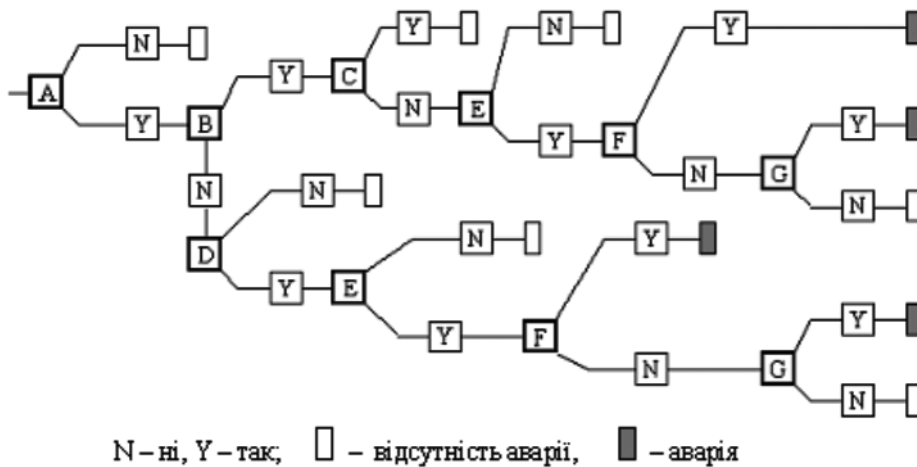 N Y N Y
A Y C E Y
Y B N Y F G
N N N
N
D N Y
Y E Y
Y F G
N N
N – ні, Y – так; – відсутність аварії, – аварія